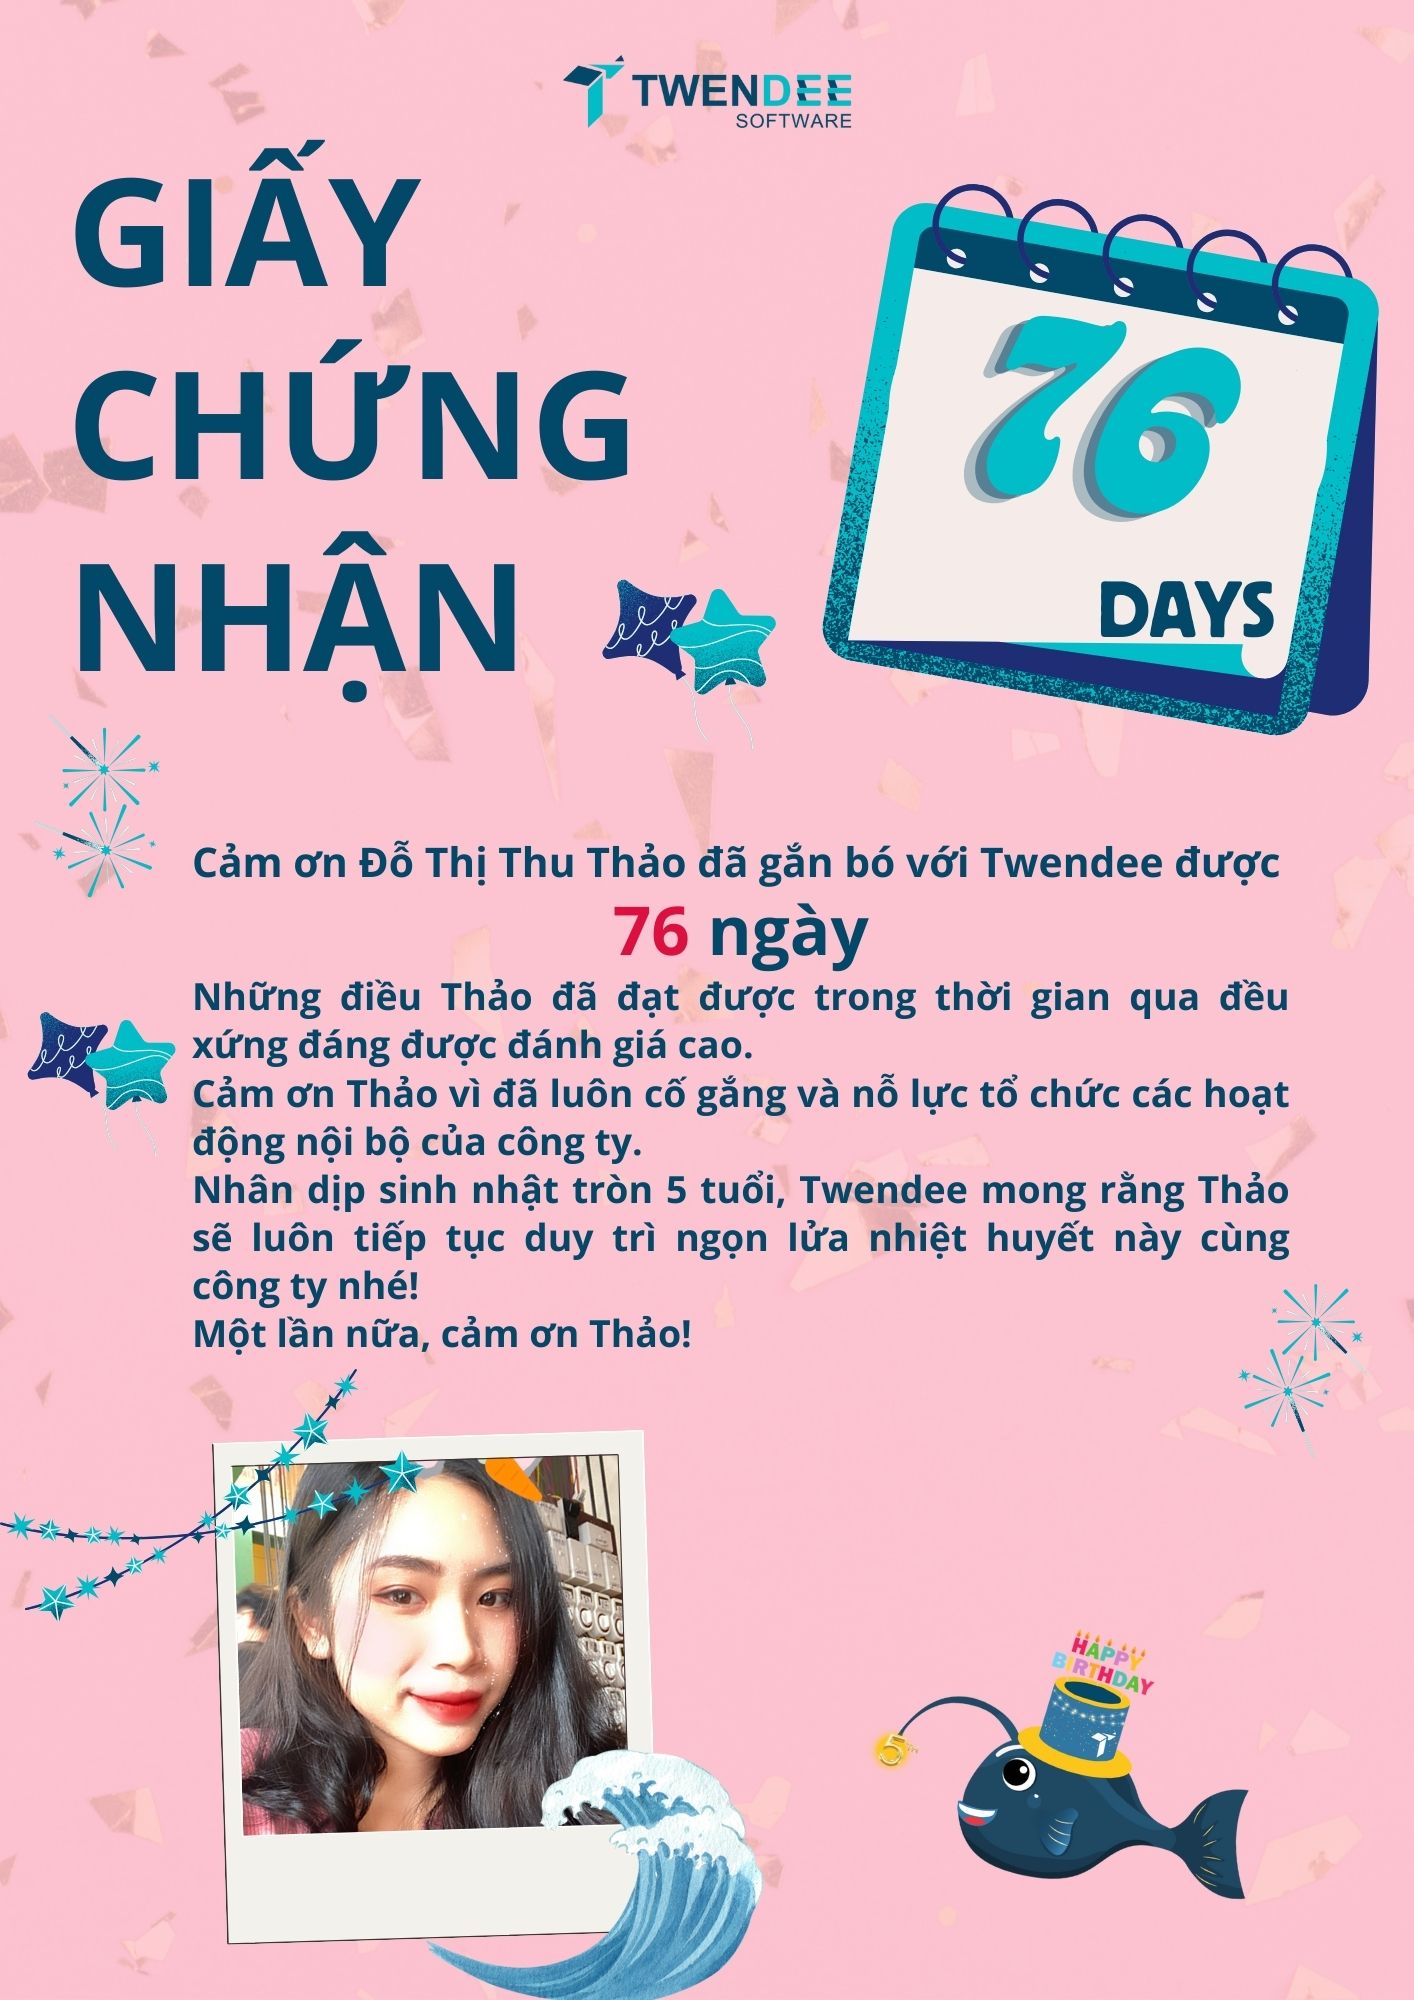 TWENDEE
SOFTWARE
GIẤY
CHỨNG
NHẬN
76
DAYS
Cảm ơn Đỗ Thị Thu Thảo đã gắn bó với Twendee được
76 ngày
Những điều Thảo đã đạt được trong thời gian qua đều
xứng đáng được đánh giá cao.
Cảm ơn Thảo vì đã luôn cố gắng và nỗ lực tổ chức các hoạt
động nội bộ của công ty.
Nhân dịp sinh nhật tròn 5 tuổi, Twendee mong rằng Thảo
sẽ luôn tiếp tục duy trì ngọn lửa nhiệt huyết này cùng
công ty nhé!
Một lần nữa, cảm ơn Thảo!
HAPPY
BIRTHDAY
5th